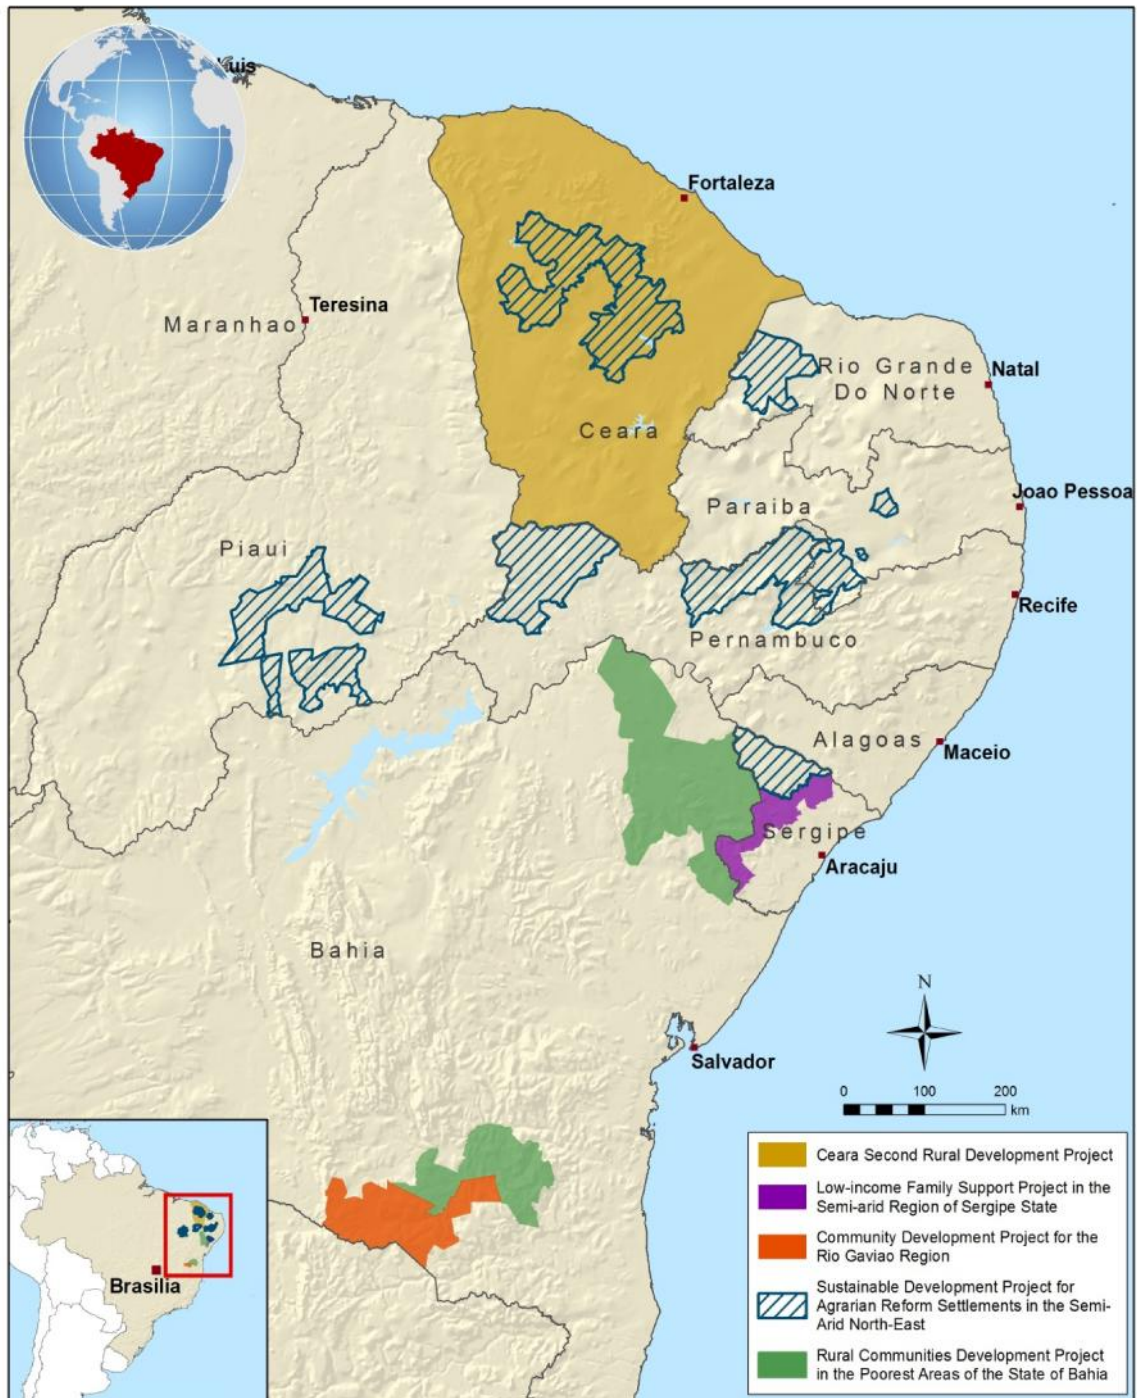 uis
Fortaleza
Teresina
Maranhao
Rio Grande
Do Norte
Natal
Ceara
Joao Pessoa
Paraiba
Piaui
Recife
Pernambuco
Alagoas
Maceio
Sergipe
Aracaju
Bahia
N
Salvador
0 100 200
km
Ceara Second Rural Development Project
Low-income Family Support Project in the
Semi-arid Region of Sergipe State
Community Development Project for the
Rio Gaviao Region
Sustainable Development Project for
Agrarian Reform Settlements in the Semi-
Arid North-East
Rural Communities Development Project
in the Poorest Areas of the State of Bahia
Brasilia